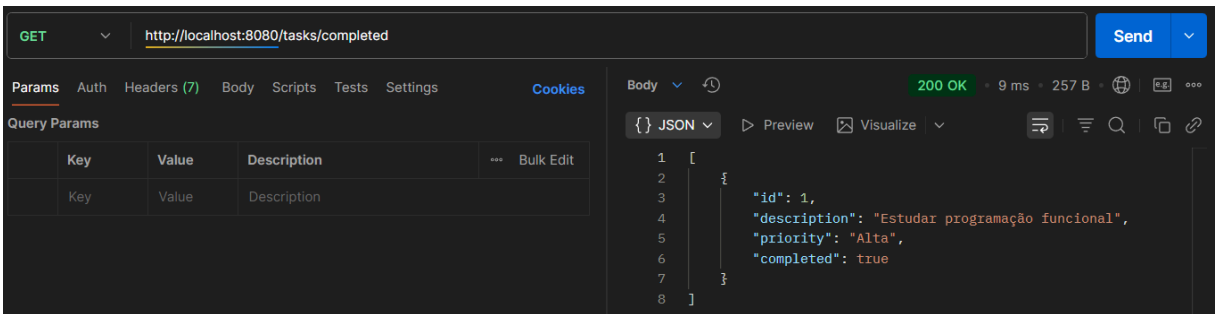 GET http://localhost:8080/tasks/completed Send
Params Auth Headers (7) Body Scripts Tests Settings Cookies
Query Params
Key Value Description ooo Bulk Edit
Key Value Description
Body 200 OK • 9 ms • 257 B e.g. ooo
{} JSON Preview Visualize
1 [
2 {
3 "id": 1,
4 "description": "Estudar programação funcional",
5 "priority": "Alta",
6 "completed": true
7 }
8 ]